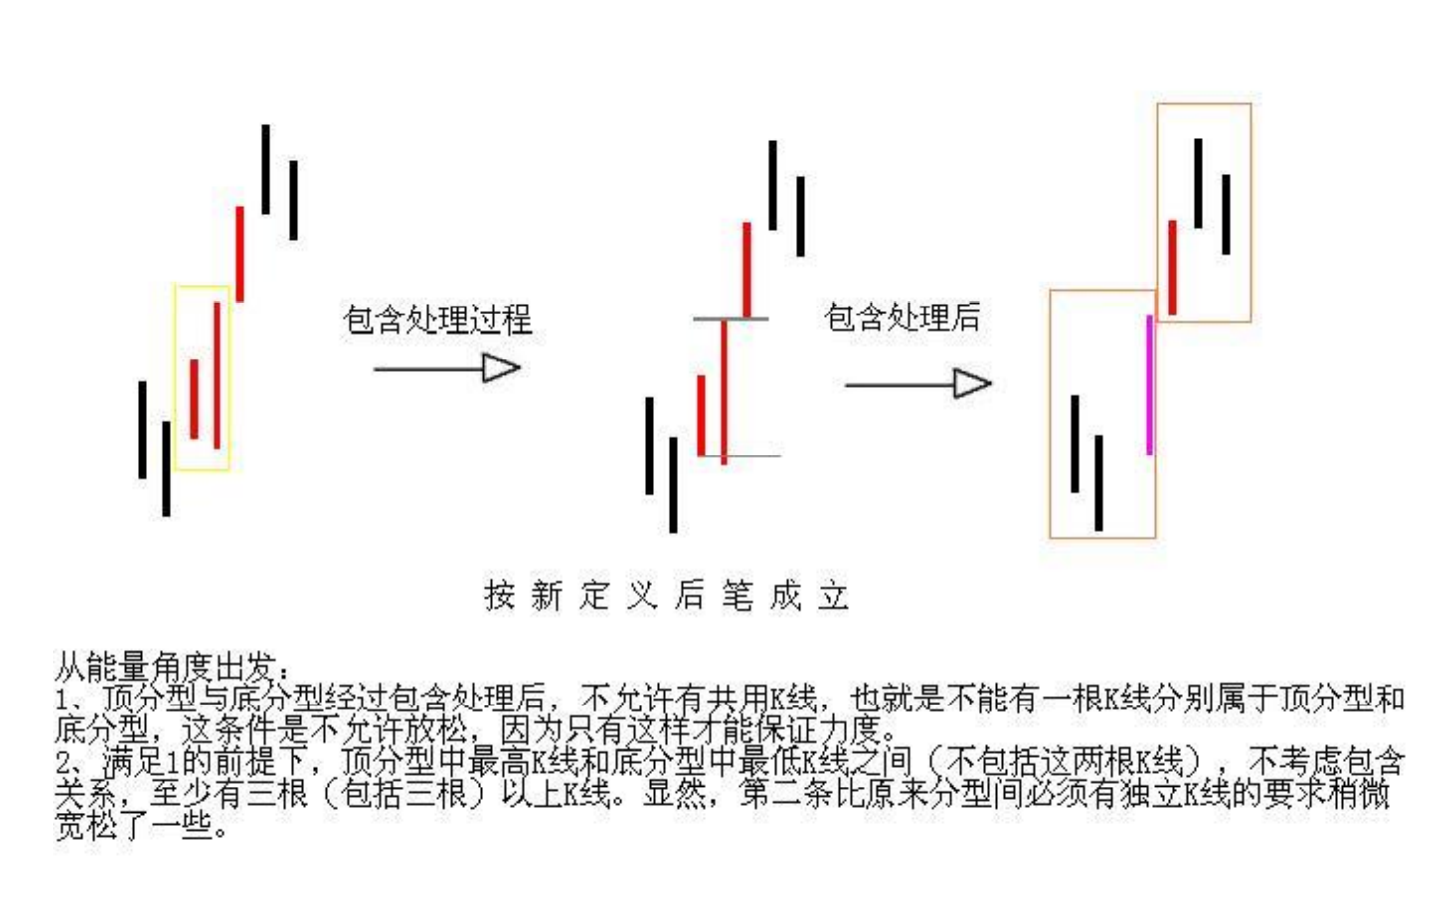 包含处理过程
包含处理后
按新定义后笔成立
从能量角度出发：
1、顶分型与底分型经过包含处理后，不允许有共用K线，也就是不能有一根K线分别属于顶分型和
底分型，这条件是不允许放松，因为只有这样才能保证力度。
2、满足1的前提下，顶分型中最高K线和底分型中最低K线之间（不包括这两根K线），不考虑包含
关系，至少有三根（包括三根）以上K线。显然，第二条比原来分型间必须有独立K线的要求稍微
宽松了一些。